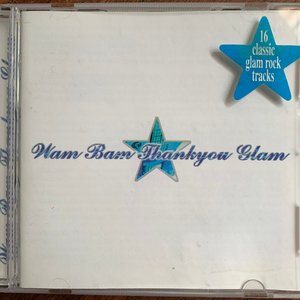 16
classic
glam rock
tracks
Wam Bam Thankyou Glam